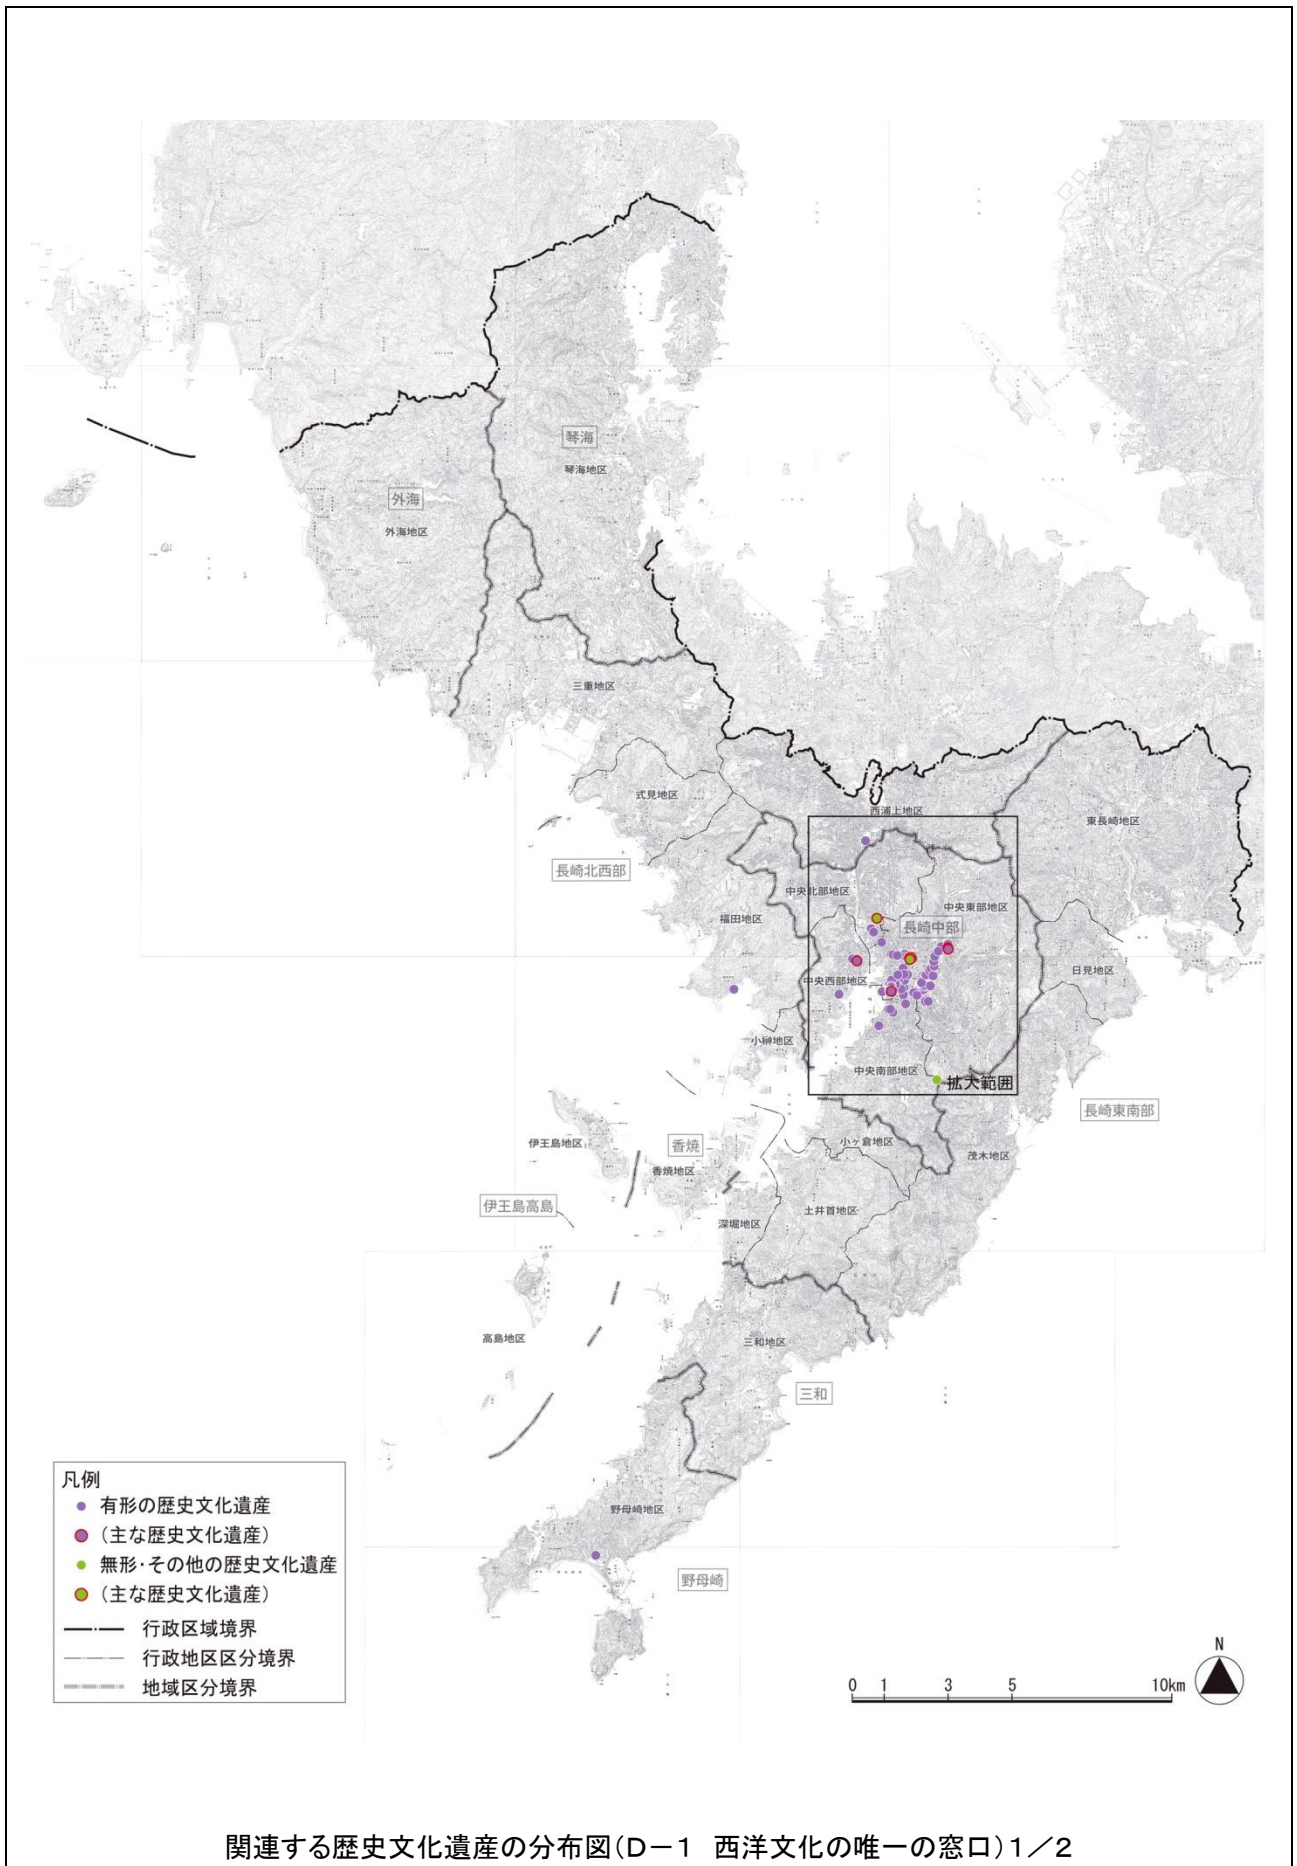 琴海
琴海地区
外海
外海地区
三重地区
式見地区
西浦上地区
東長崎地区
長崎北西部
中央北部地区
福田地区
中央東部地区
長崎中部
日見地区
中央西部地区
小榊地区
中央南部地区
拡大範囲
長崎東南部
伊王島地区
香焼
香焼地区
小ヶ倉地区
茂木地区
伊王島高島
深堀地区
土井首地区
高島地区
三和地区
三和
野母崎地区
野母崎
凡例
有形の歴史文化遺産
(主な歴史文化遺産)
無形・その他の歴史文化遺産
(主な歴史文化遺産)
行政区域境界
行政地区区分境界
地域区分境界
N
0 1 3 5 10km
関連する歴史文化遺産の分布図(D-1 西洋文化の唯一の窓口)1/2